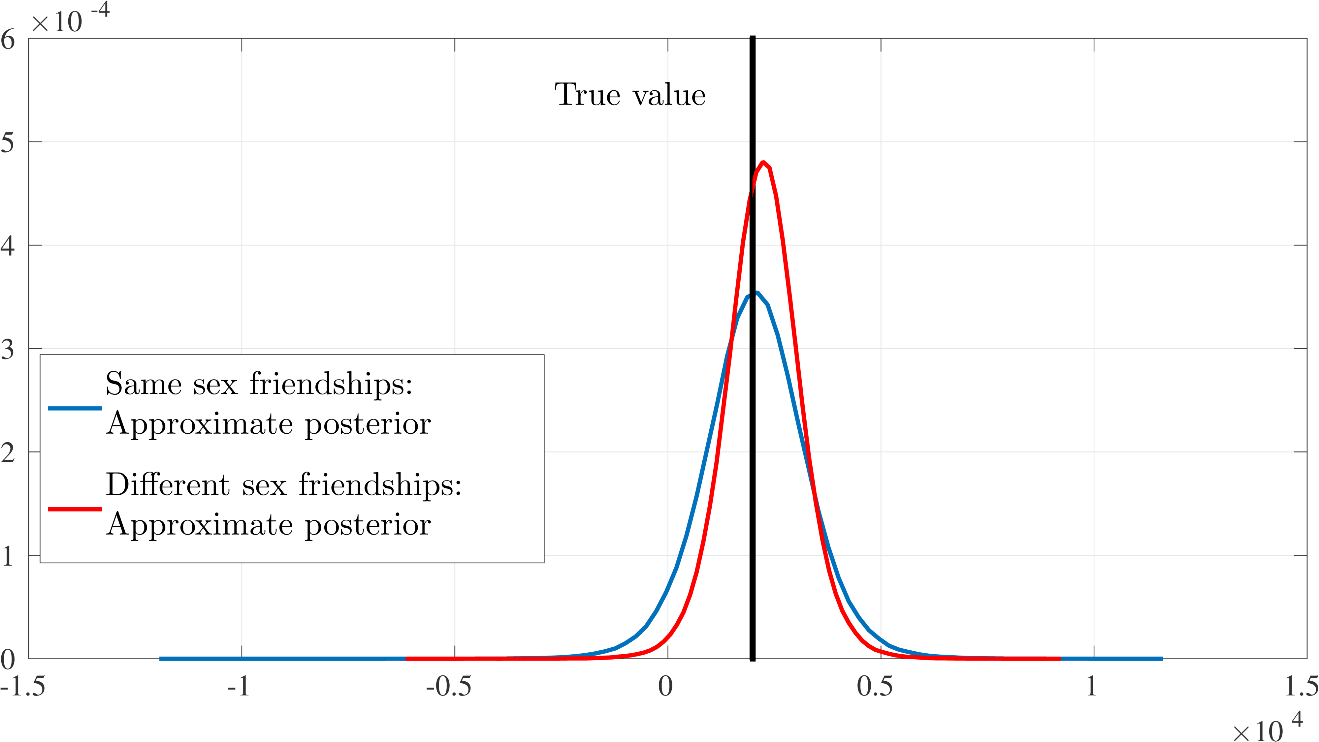 ×10 -4
6
True value
5
4
3
Same sex friendships:
Approximate posterior
2
Different sex friendships:
Approximate posterior
1
0
-1.5 -1 -0.5 0 0.5 1 1.5
×10 4